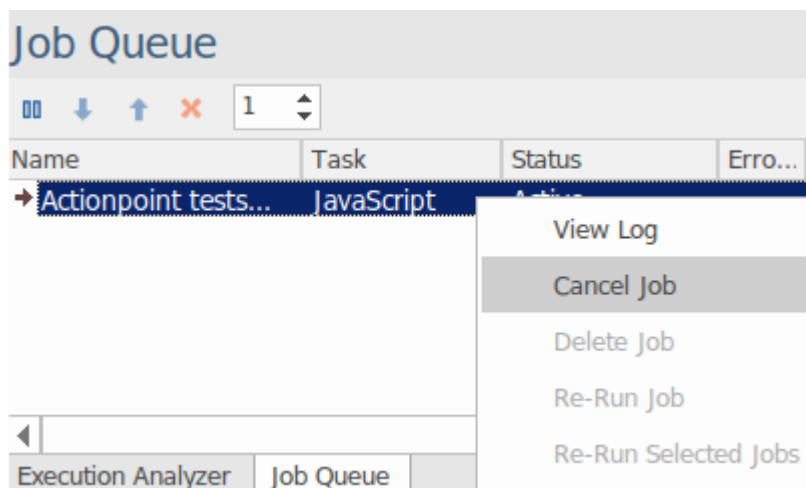 Job Queue
1
Name Task Status Erro...
Actionpoint tests... JavaScript Active
View Log
Cancel Job
Delete Job
Re-Run Job
Re-Run Selected Jobs
Execution Analyzer Job Queue